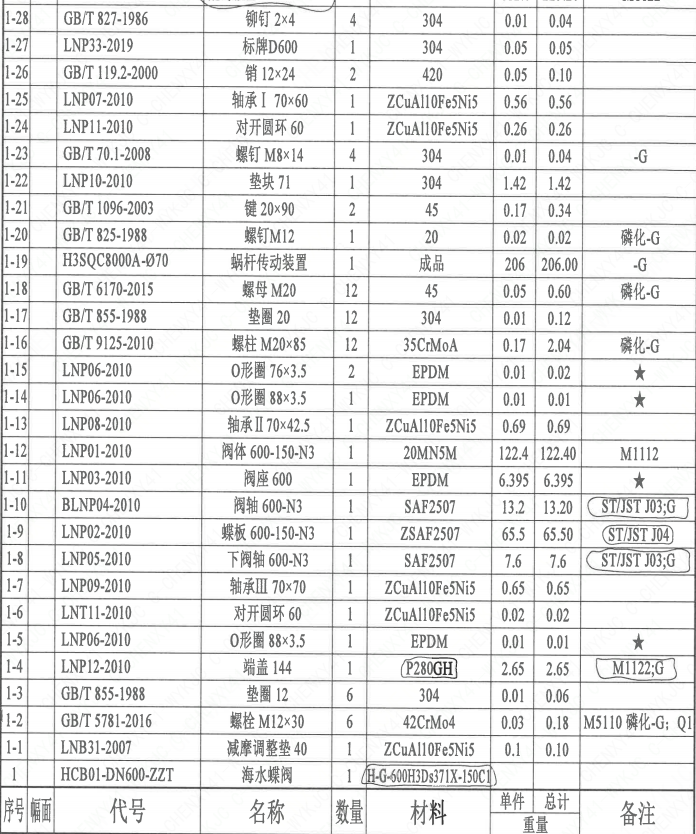 1-28 GB/T 827-1986 铆钉 2×4 4 304 0.01 0.04
1-27 LNP33-2019 标牌D600 1 304 0.05 0.05
1-26 GB/T 119.2-2000 销 12×24 2 420 0.05 0.10
1-25 LNP07-2010 轴承Ⅰ 70×60 1 ZCuAl10Fe5Ni5 0.56 0.56
1-24 LNP11-2010 对开圆环 60 1 ZCuAl10Fe5Ni5 0.26 0.26
1-23 GB/T 70.1-2008 螺钉 M8×14 4 304 0.01 0.04 -G
1-22 LNP10-2010 垫块 71 1 304 1.42 1.42
1-21 GB/T 1096-2003 键 20×90 2 45 0.17 0.34
1-20 GB/T 825-1988 螺钉M12 1 20 0.02 0.02 磷化-G
1-19 H3SQC8000A-Ø70 蜗杆传动装置 1 成品 206 206.00 -G
1-18 GB/T 6170-2015 螺母 M20 12 45 0.05 0.60 磷化-G
1-17 GB/T 855-1988 垫圈 20 12 304 0.01 0.12
1-16 GB/T 9125-2010 螺柱 M20×85 12 35CrMoA 0.17 2.04 磷化-G
1-15 LNP06-2010 O形圈 76×3.5 2 EPDM 0.01 0.02 ★
1-14 LNP06-2010 O形圈 88×3.5 1 EPDM 0.01 0.01 ★
1-13 LNP08-2010 轴承Ⅱ 70×42.5 1 ZCuAl10Fe5Ni5 0.69 0.69
1-12 LNP01-2010 阀体 600-150-N3 1 20MN5M 122.4 122.40 M1112
1-11 LNP03-2010 阀座 600 1 EPDM 6.395 6.395 ★
1-10 BLNP04-2010 阀轴 600-N3 1 SAF2507 13.2 13.20 ST/JST J03;G
1-9 LNP02-2010 蝶板 600-150-N3 1 ZSAF2507 65.5 65.50 ST/JST J04
1-8 LNP05-2010 下阀轴 600-N3 1 SAF2507 7.6 7.6 ST/JST J03;G
1-7 LNP09-2010 轴承Ⅲ 70×70 1 ZCuAl10Fe5Ni5 0.65 0.65
1-6 LNT11-2010 对开圆环 60 1 ZCuAl10Fe5Ni5 0.02 0.02
1-5 LNP06-2010 O形圈 88×3.5 1 EPDM 0.01 0.01 ★
1-4 LNP12-2010 端盖 144 1 P280GH 2.65 2.65 M1122;G
1-3 GB/T 855-1988 垫圈 12 6 304 0.01 0.06
1-2 GB/T 5781-2016 螺栓 M12×30 6 42CrMo4 0.03 0.18 M5110 磷化-G; Q1
1-1 LNB31-2007 减摩调整垫 40 1 ZCuAl10Fe5Ni5 0.1 0.10
1 HCB01-DN600-ZZT 海水蝶阀 1 H-G-600H3Ds371X-150C1
序号 幅面 代号 名称 数量 材料 单件 总计 备注
重量